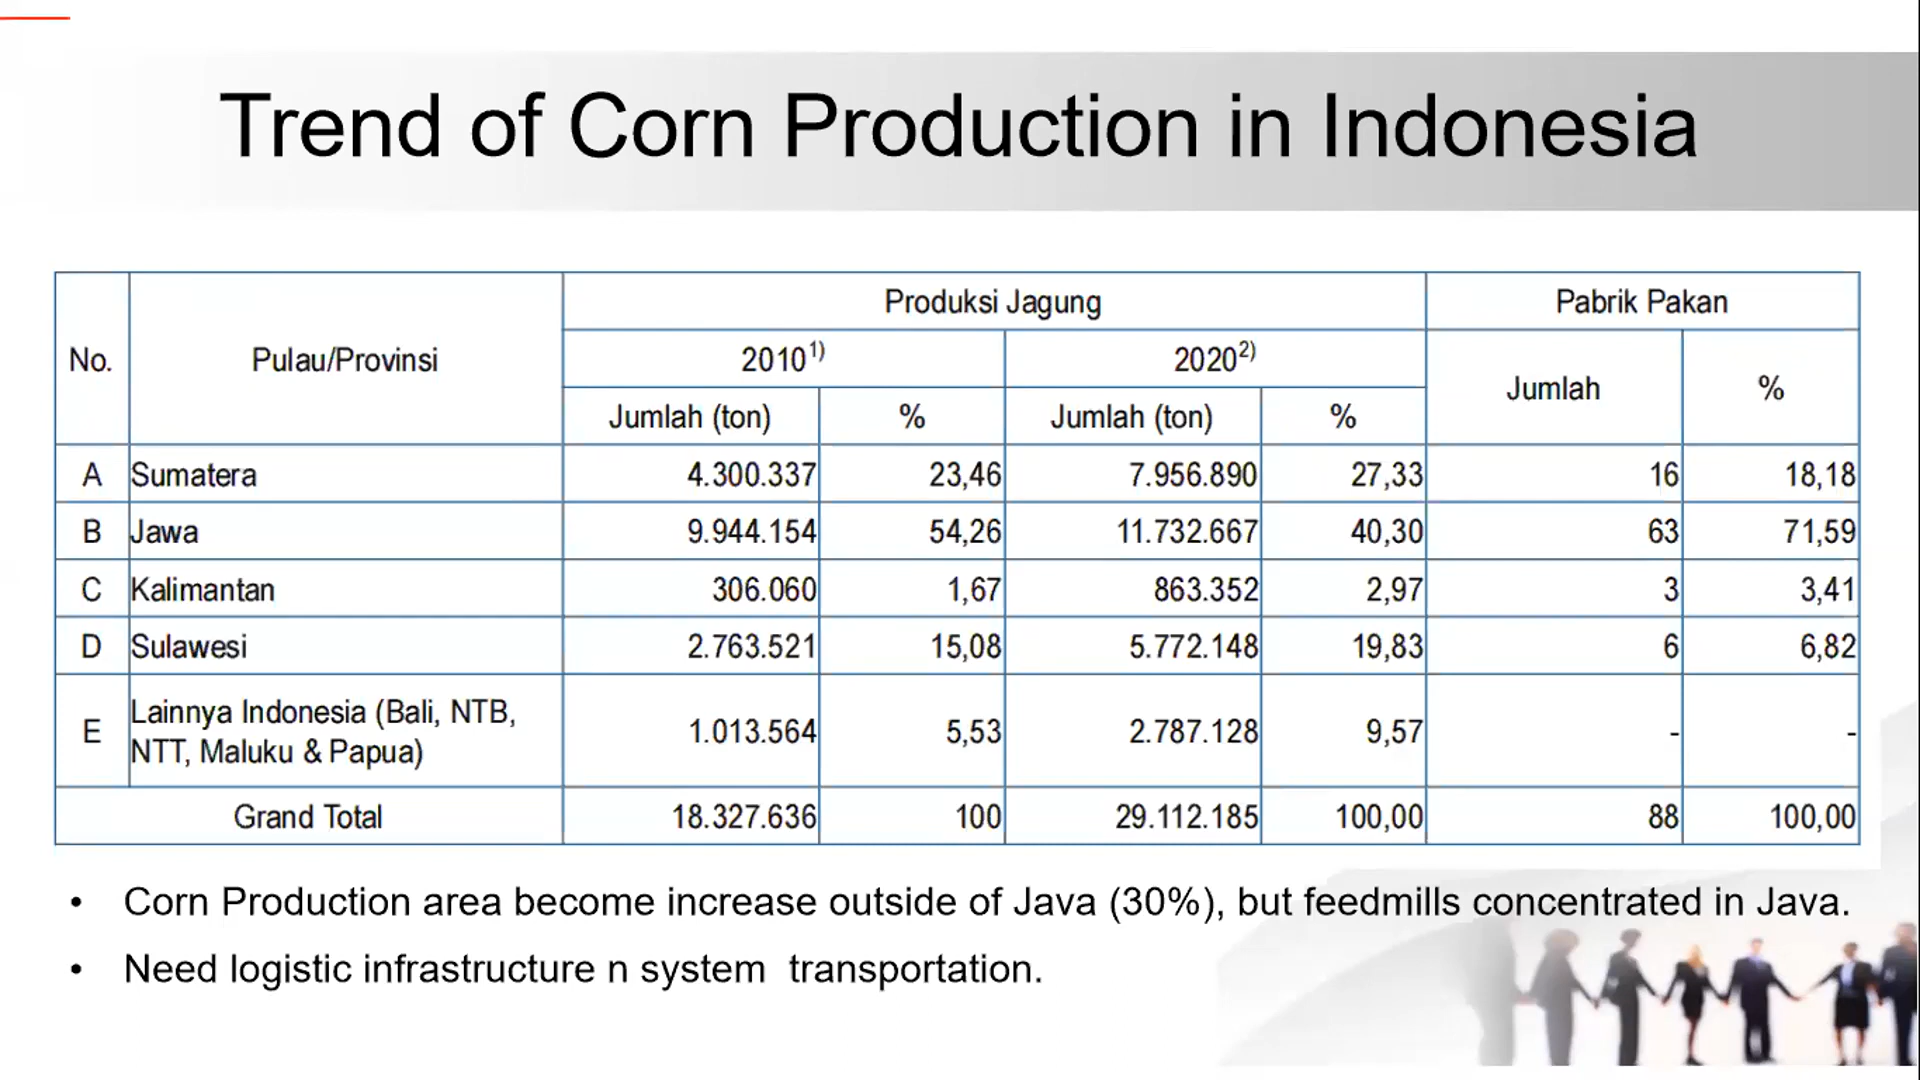 Trend of Corn Production in Indonesia
No. Pulau/Provinsi Produksi Jagung Pabrik Pakan
2010¹⁾ 2020²⁾ Jumlah %
Jumlah (ton) % Jumlah (ton) %
A Sumatera 4.300.337 23,46 7.956.890 27,33 16 18,18
B Jawa 9.944.154 54,26 11.732.667 40,30 63 71,59
C Kalimantan 306.060 1,67 863.352 2,97 3 3,41
D Sulawesi 2.763.521 15,08 5.772.148 19,83 6 6,82
E Lainnya Indonesia (Bali, NTB,
NTT, Maluku & Papua) 1.013.564 5,53 2.787.128 9,57 - -
Grand Total 18.327.636 100 29.112.185 100,00 88 100,00
• Corn Production area become increase outside of Java (30%), but feedmills concentrated in Java.
• Need logistic infrastructure n system transportation.